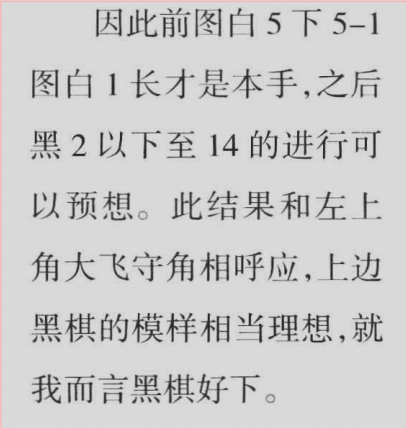 因此前图白 5 下 5-1
图白 1 长才是本手,之后
黑 2 以下至 14 的进行可
以预想。此结果和左上
角大飞守角相呼应,上边
黑棋的模样相当理想,就
我而言黑棋好下。